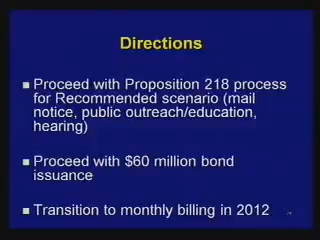 Directions
Proceed with Proposition 218 process
for Recommended scenario (mail
notice, public outreach/education,
hearing)
Proceed with $60 million bond
issuance
Transition to monthly billing in 2012